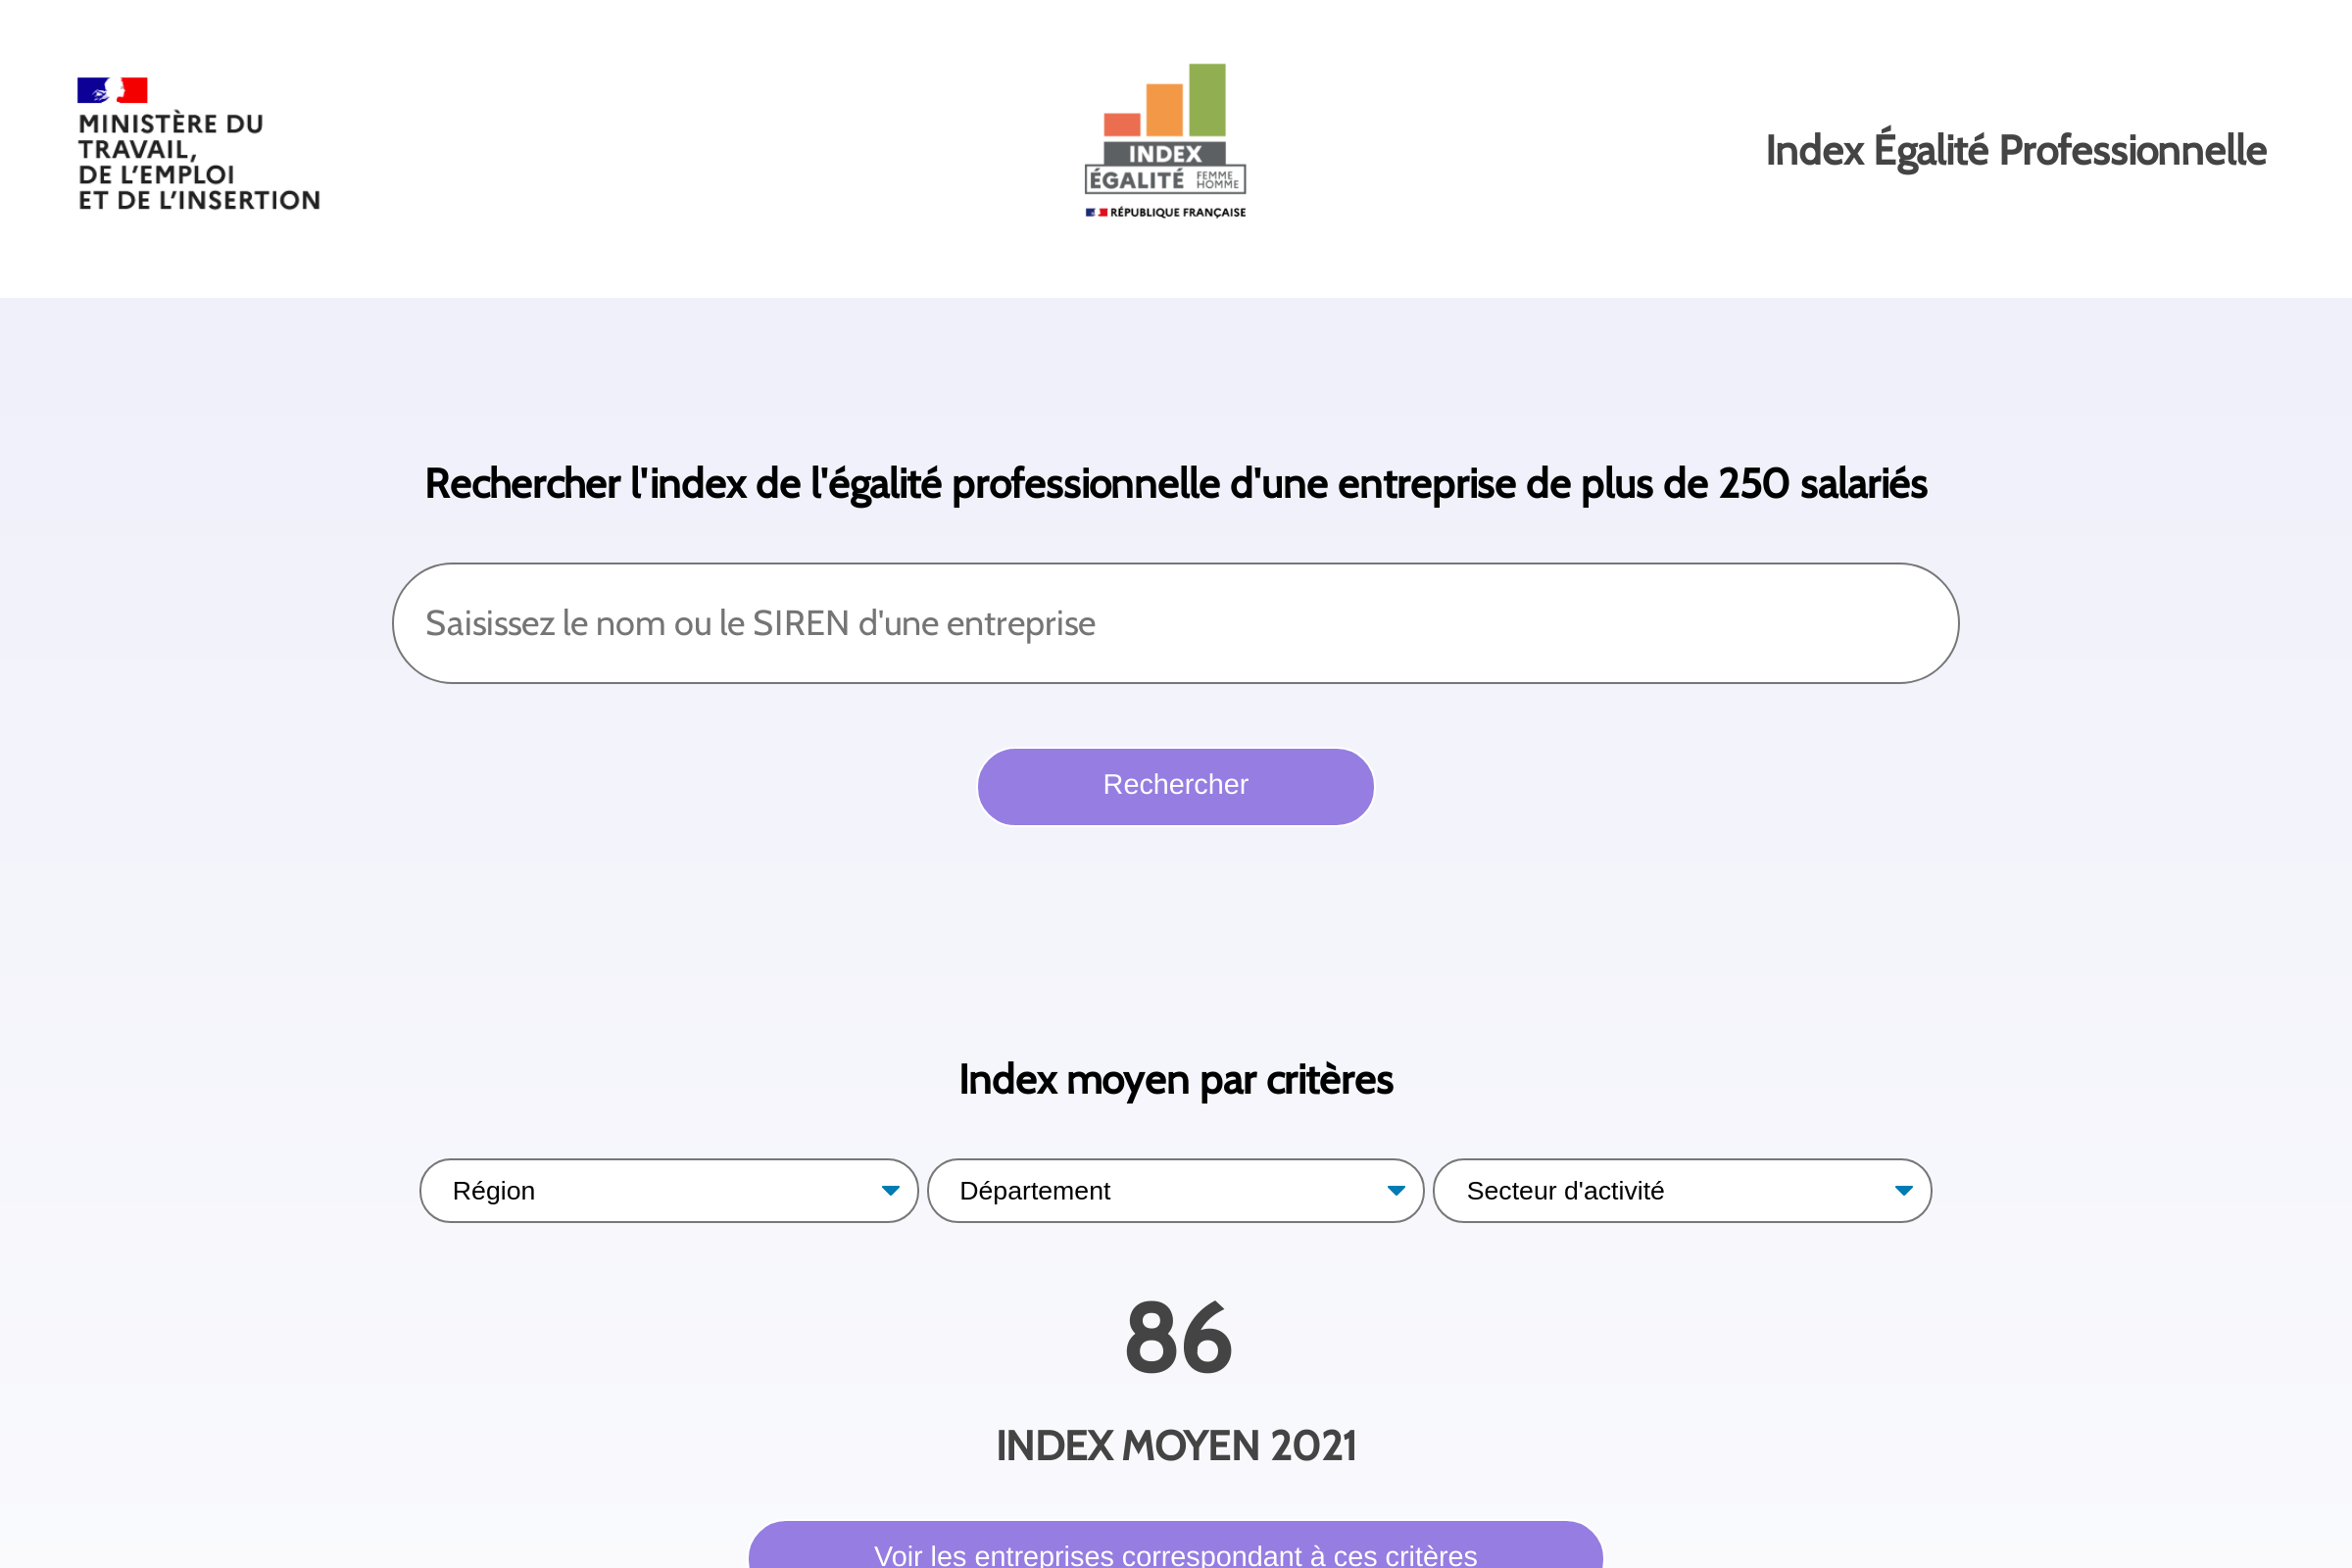 MINISTÈRE DU
TRAVAIL,
DE L'EMPLOI
ET DE L'INSERTION
INDEX
ÉGALITÉ FEMME HOMME
RÉPUBLIQUE FRANÇAISE
Index Égalité Professionnelle
Rechercher l'index de l'égalité professionnelle d'une entreprise de plus de 250 salariés
Saisissez le nom ou le SIREN d'une entreprise
Rechercher
Index moyen par critères
Région
Département
Secteur d'activité
86
INDEX MOYEN 2021
Voir les entreprises correspondant à ces critères